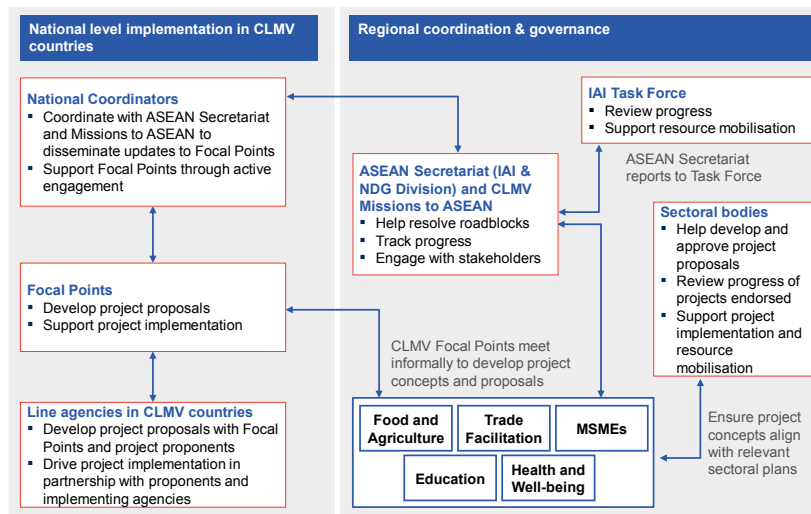 National level implementation in CLMV
countries
National Coordinators
▪ Coordinate with ASEAN Secretariat
and Missions to ASEAN to
disseminate updates to Focal Points
▪ Support Focal Points through active
engagement
Focal Points
▪ Develop project proposals
▪ Support project implementation
Line agencies in CLMV countries
▪ Develop project proposals with Focal
Points and project proponents
▪ Drive project implementation in
partnership with proponents and
implementing agencies
Regional coordination & governance
IAI Task Force
▪ Review progress
▪ Support resource mobilisation
ASEAN Secretariat
reports to Task Force
ASEAN Secretariat (IAI &
NDG Division) and CLMV
Missions to ASEAN
▪ Help resolve roadblocks
▪ Track progress
▪ Engage with stakeholders
Sectoral bodies
▪ Help develop and
approve project
proposals
▪ Review progress of
projects endorsed
▪ Support project
implementation and
resource
mobilisation
CLMV Focal Points meet
informally to develop project
concepts and proposals
Food and
Agriculture
Trade
Facilitation
MSMEs
Education
Health and
Well-being
Ensure project
concepts align
with relevant
sectoral plans